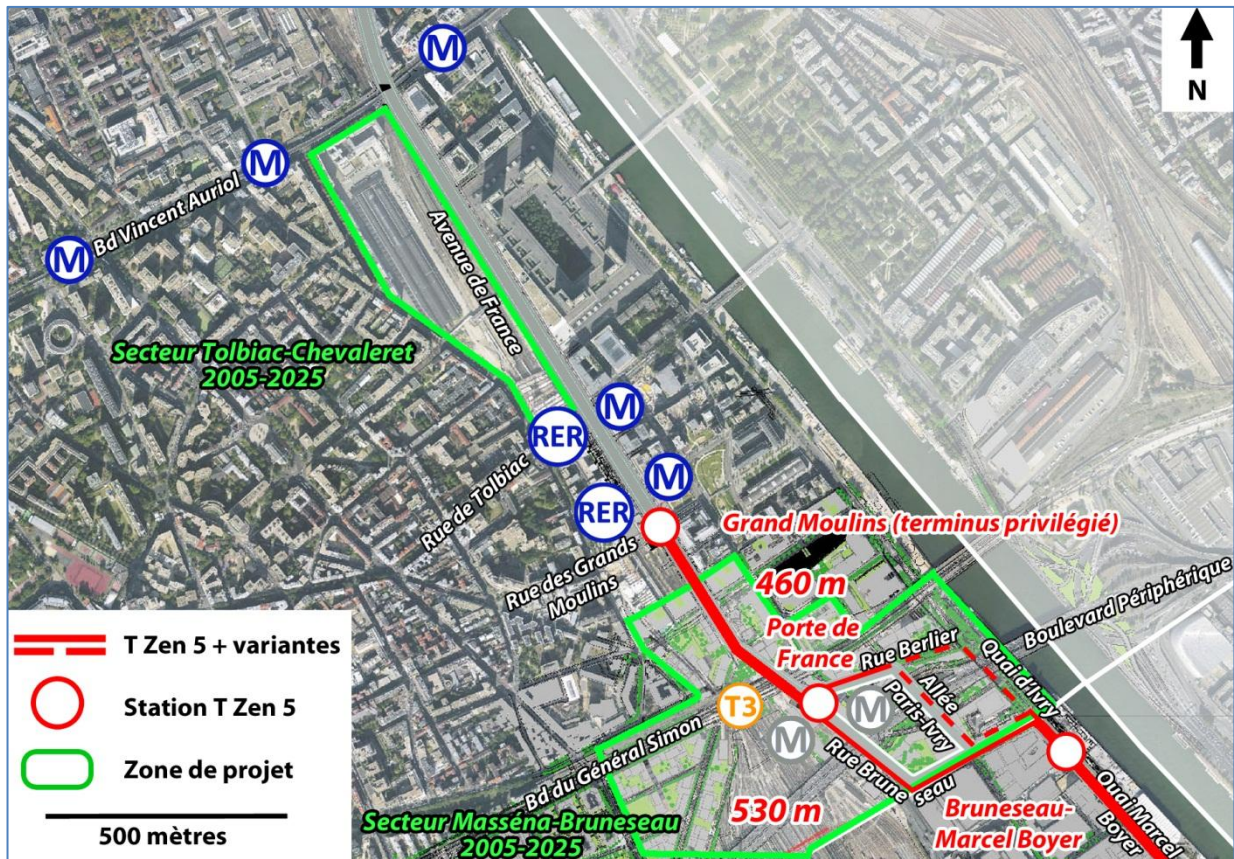 M
N
M
Bd Vincent Auriol
M
Avenue de France
Secteur Tolbiac-Chevaleret
2005-2025
M
RER
Rue de Tolbiac
M
RER
Grand Moulins (terminus privilégié)
Rue des Grands
Moulins
460 m
Porte de
France
Rue Berlier
Quai d'Ivry
Boulevard Périphérique
Allée
Paris-Ivry
T3
M
M
Bd du Général Simon
Rue Brune
seau
530 m
Bruneseau-
Marcel Boyer
Quai Marcel
Boyer
Secteur Masséna-Bruneseau
2005-2025
T Zen 5 + variantes
Station T Zen 5
Zone de projet
500 mètres